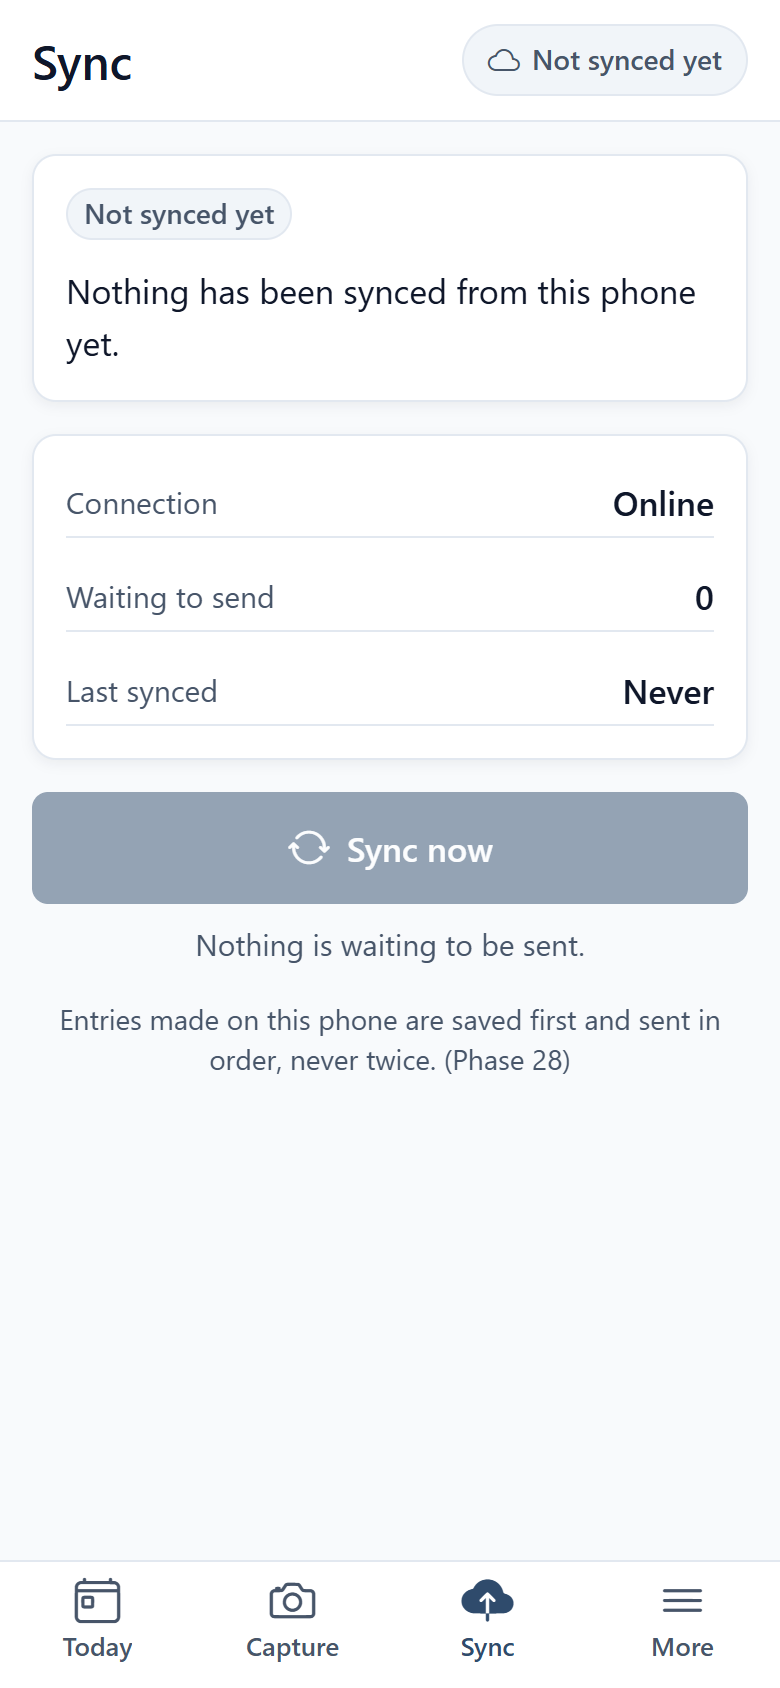 Sync
Not synced yet
Not synced yet
Nothing has been synced from this phone
yet.
Connection
Online
Waiting to send
0
Last synced
Never
Sync now
Nothing is waiting to be sent.
Entries made on this phone are saved first and sent in
order, never twice. (Phase 28)
Today
Capture
Sync
More